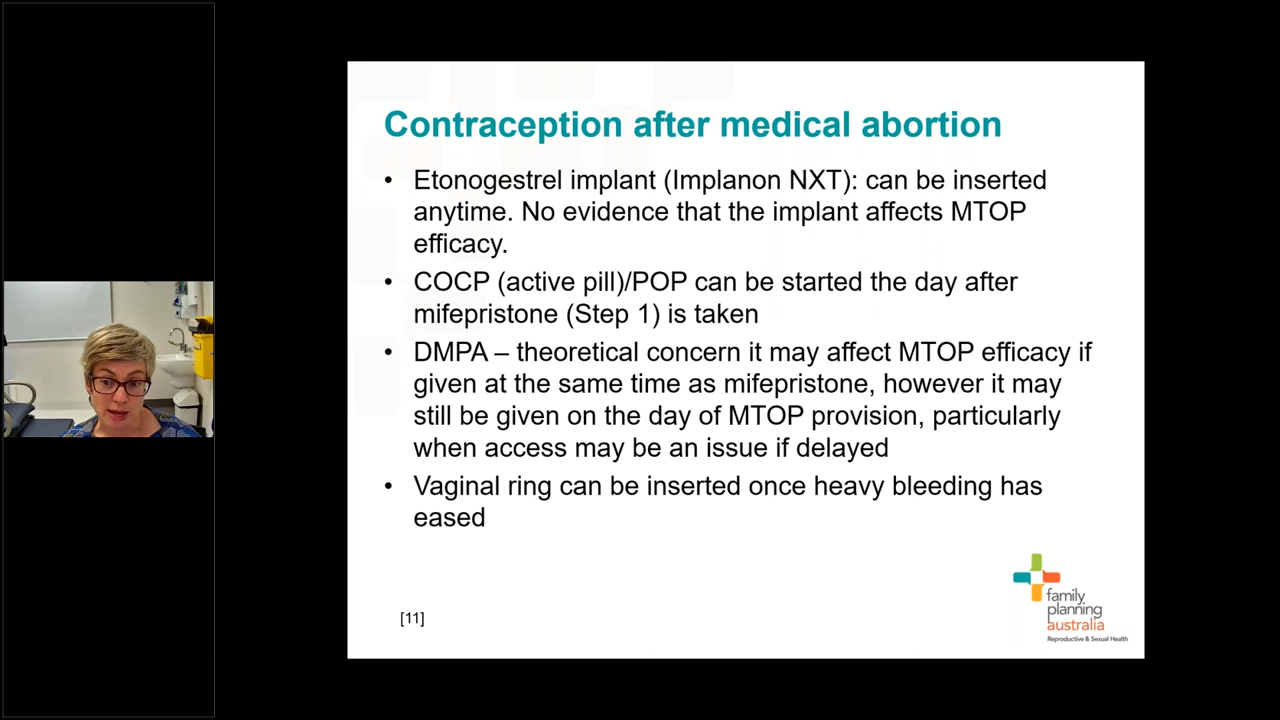 Contraception after medical abortion
• Etonogestrel implant (Implanon NXT): can be inserted
anytime. No evidence that the implant affects MTOP
efficacy.
• COCP (active pill)/POP can be started the day after
mifepristone (Step 1) is taken
• DMPA – theoretical concern it may affect MTOP efficacy if
given at the same time as mifepristone, however it may
still be given on the day of MTOP provision, particularly
when access may be an issue if delayed
• Vaginal ring can be inserted once heavy bleeding has
eased
[11]
family
planning
australia
Reproductive & Sexual Health